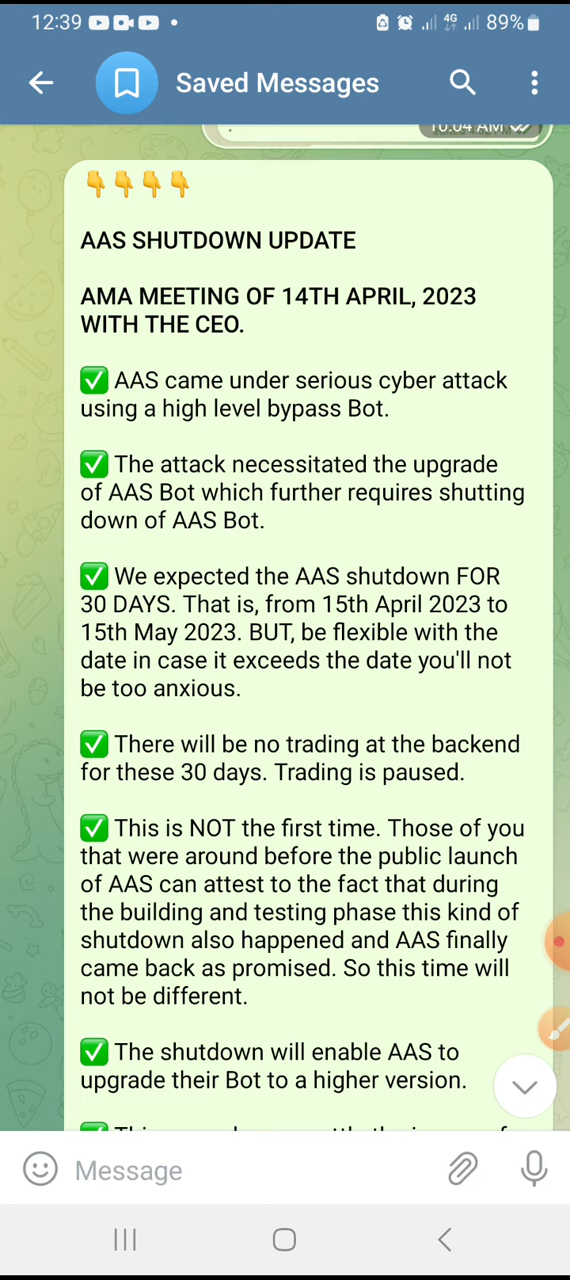 12:39 4G 89%
Saved Messages
10:04 AM
👇👇👇👇
AAS SHUTDOWN UPDATE
AMA MEETING OF 14TH APRIL, 2023
WITH THE CEO.
✅ AAS came under serious cyber attack
using a high level bypass Bot.
✅ The attack necessitated the upgrade
of AAS Bot which further requires shutting
down of AAS Bot.
✅ We expected the AAS shutdown FOR
30 DAYS. That is, from 15th April 2023 to
15th May 2023. BUT, be flexible with the
date in case it exceeds the date you'll not
be too anxious.
✅ There will be no trading at the backend
for these 30 days. Trading is paused.
✅ This is NOT the first time. Those of you
that were around before the public launch
of AAS can attest to the fact that during
the building and testing phase this kind of
shutdown also happened and AAS finally
came back as promised. So this time will
not be different.
✅ The shutdown will enable AAS to
upgrade their Bot to a higher version.
Message